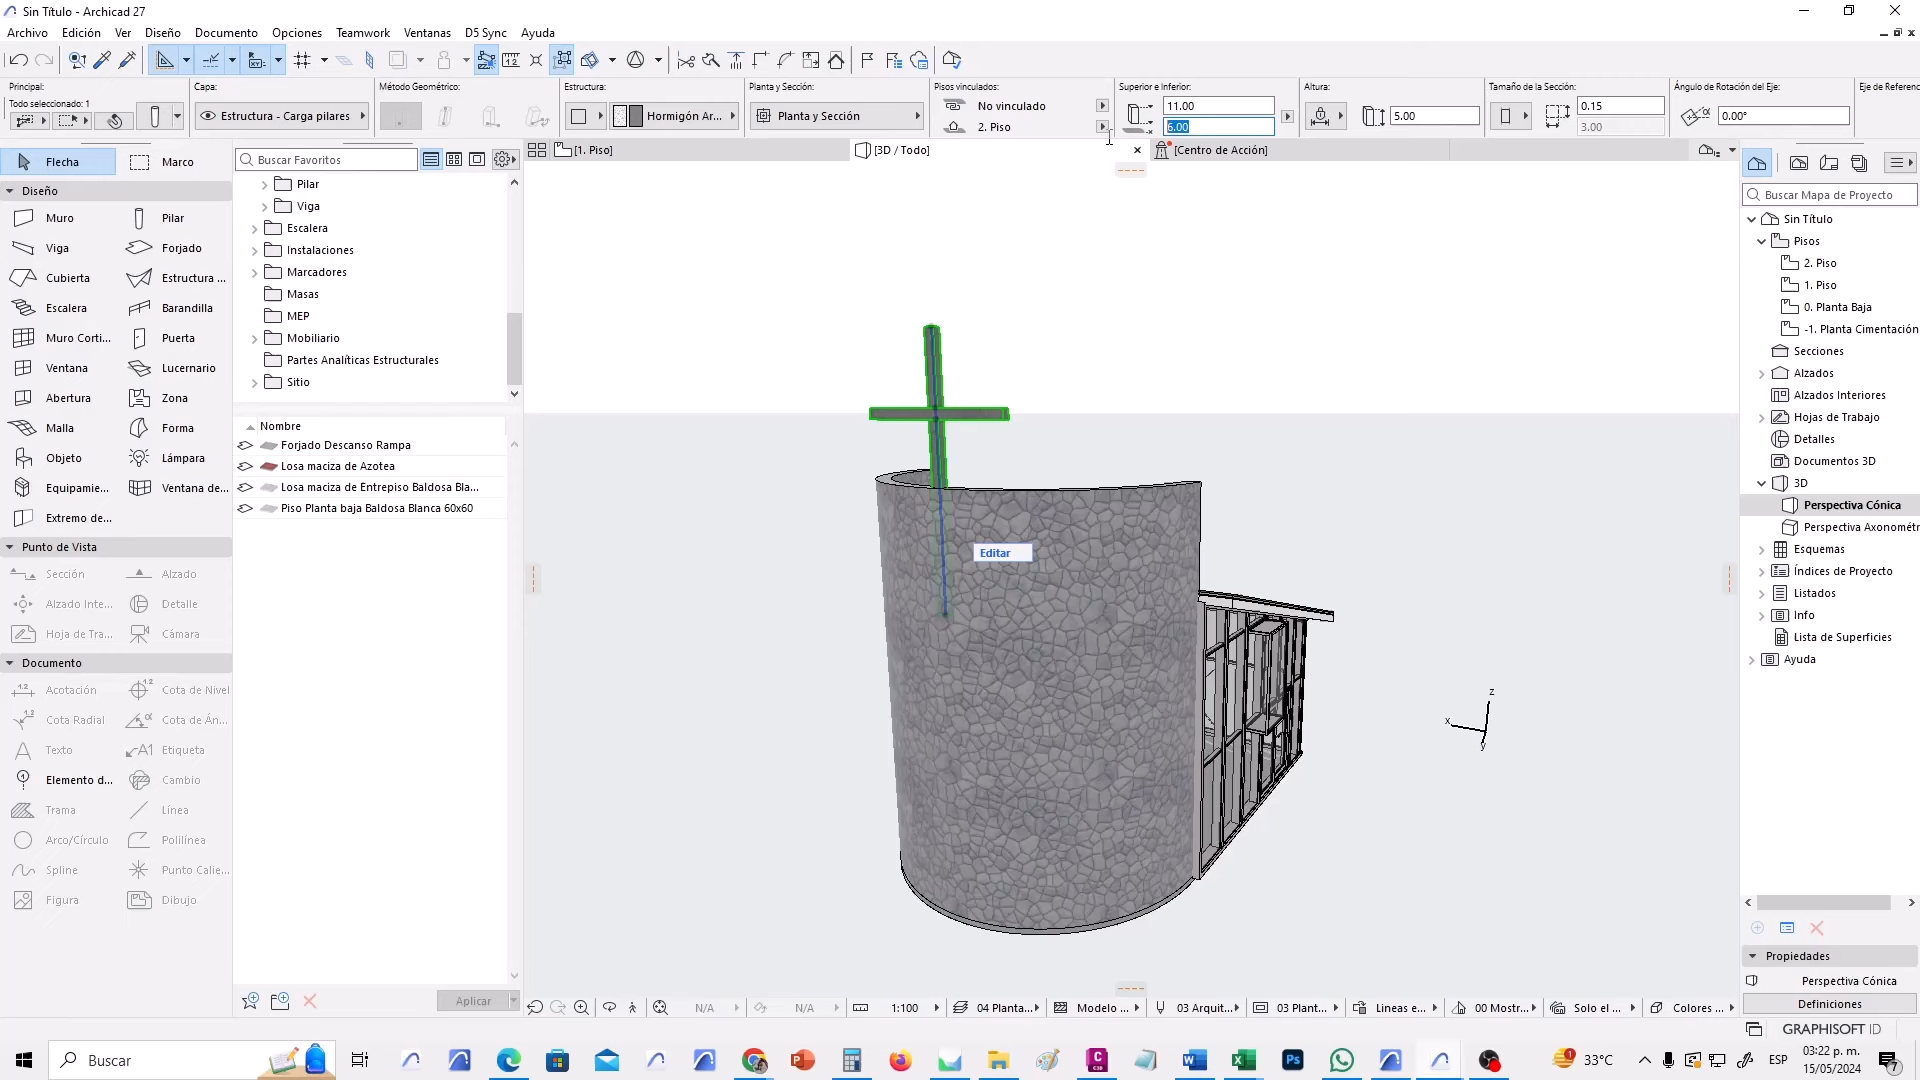 Sin Título - Archicad 27
Archivo Edición Ver Diseño Documento Opciones Teamwork Ventanas D5 Sync Ayuda
Principal:
Todo seleccionado: 1
Capa:
Estructura - Carga pilares
Método Geométrico:
Estructura:
Hormigón Ar...
Planta y Sección:
Planta y Sección
Pisos vinculados:
No vinculado
2. Piso
Superior e Inferior:
11.00
6.00
Altura:
5.00
Tamaño de la Sección:
0.15
3.00
Ángulo de Rotación del Eje:
0.00°
Eje de Referenc
Flecha Marco
Diseño
Muro Pilar
Viga Forjado
Cubierta Estructura ...
Escalera Barandilla
Muro Corti... Puerta
Ventana Lucernario
Abertura Zona
Malla Forma
Objeto Lámpara
Equipamie... Ventana de...
Extremo de...
Punto de Vista
Sección Alzado
Alzado Inte... Detalle
Hoja de Tra... Cámara
Documento
Acotación Cota de Nivel
Cota Radial Cota de Án...
Texto Etiqueta
Elemento d... Cambio
Trama Línea
Arco/Círculo Polilínea
Spline Punto Calie...
Figura Dibujo
Buscar Favoritos
Pilar
Viga
Escalera
Instalaciones
Marcadores
Masas
MEP
Mobiliario
Partes Analíticas Estructurales
Sitio
Nombre
Forjado Descanso Rampa
Losa maciza de Azotea
Losa maciza de Entrepiso Baldosa Bla...
Piso Planta baja Baldosa Blanca 60x60
Aplicar
[1. Piso] [3D / Todo] [Centro de Acción]
Editar
z
x
y
N/A N/A 1:100 04 Planta... Modelo ... 03 Arquit... 03 Plant... Lineas e... 00 Mostr... Solo el ... Colores ...
Buscar Mapa de Proyecto
Sin Título
Pisos
2. Piso
1. Piso
0. Planta Baja
-1. Planta Cimentación
Secciones
Alzados
Alzados Interiores
Hojas de Trabajo
Detalles
Documentos 3D
3D
Perspectiva Cónica
Perspectiva Axonométr
Esquemas
Índices de Proyecto
Listados
Info
Lista de Superficies
Ayuda
Propiedades
Perspectiva Cónica
Definiciones
GRAPHISOFT ID
Buscar
33°C
ESP
03:22 p. m.
15/05/2024
7